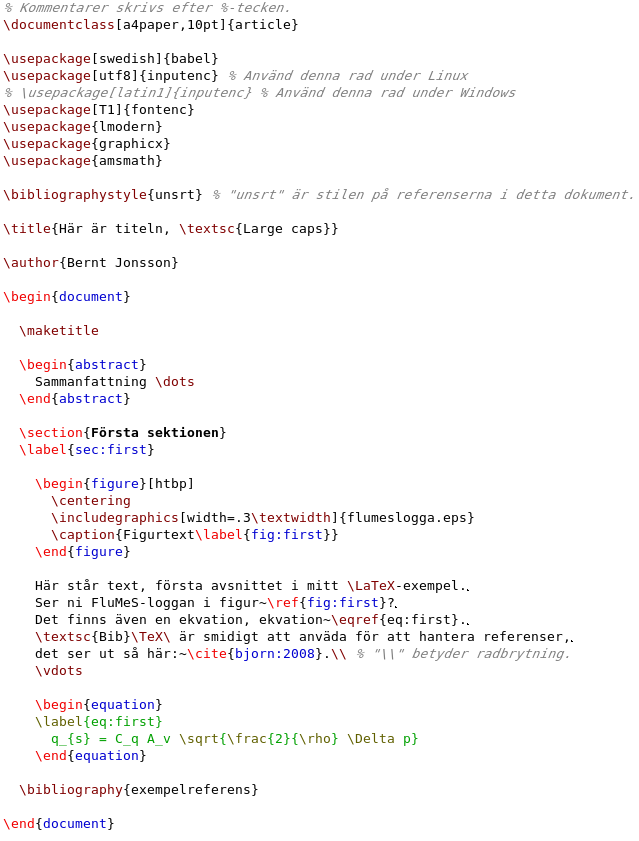 % Kommentarer skrivs efter %-tecken.
\documentclass[a4paper,10pt]{article}

\usepackage[swedish]{babel}
\usepackage[utf8]{inputenc} % Använd denna rad under Linux
% \usepackage[latin1]{inputenc} % Använd denna rad under Windows
\usepackage[T1]{fontenc}
\usepackage{lmodern}
\usepackage{graphicx}
\usepackage{amsmath}

\bibliographystyle{unsrt} % "unsrt" är stilen på referenserna i detta dokument.

\title{Här är titeln, \textsc{Large caps}}

\author{Bernt Jonsson}

\begin{document}

  \maketitle

  \begin{abstract}
    Sammanfattning \dots
  \end{abstract}

  \section{Första sektionen}
  \label{sec:first}

    \begin{figure}[htbp]
      \centering
      \includegraphics[width=.3\textwidth]{flumeslogga.eps}
      \caption{Figurtext\label{fig:first}}
    \end{figure}

    Här står text, första avsnittet i mitt \LaTeX-exempel.
    Ser ni FluMeS-loggan i figur~\ref{fig:first}?
    Det finns även en ekvation, ekvation~\eqref{eq:first}.
    \textsc{Bib}\TeX\ är smidigt att anväda för att hantera referenser,
    det ser ut så här:~\cite{bjorn:2008}.\\ % "\\" betyder radbrytning.
    \vdots

    \begin{equation}
    \label{eq:first}
      q_{s} = C_q A_v \sqrt{\frac{2}{\rho} \Delta p}
    \end{equation}

  \bibliography{exempelreferens}

\end{document}